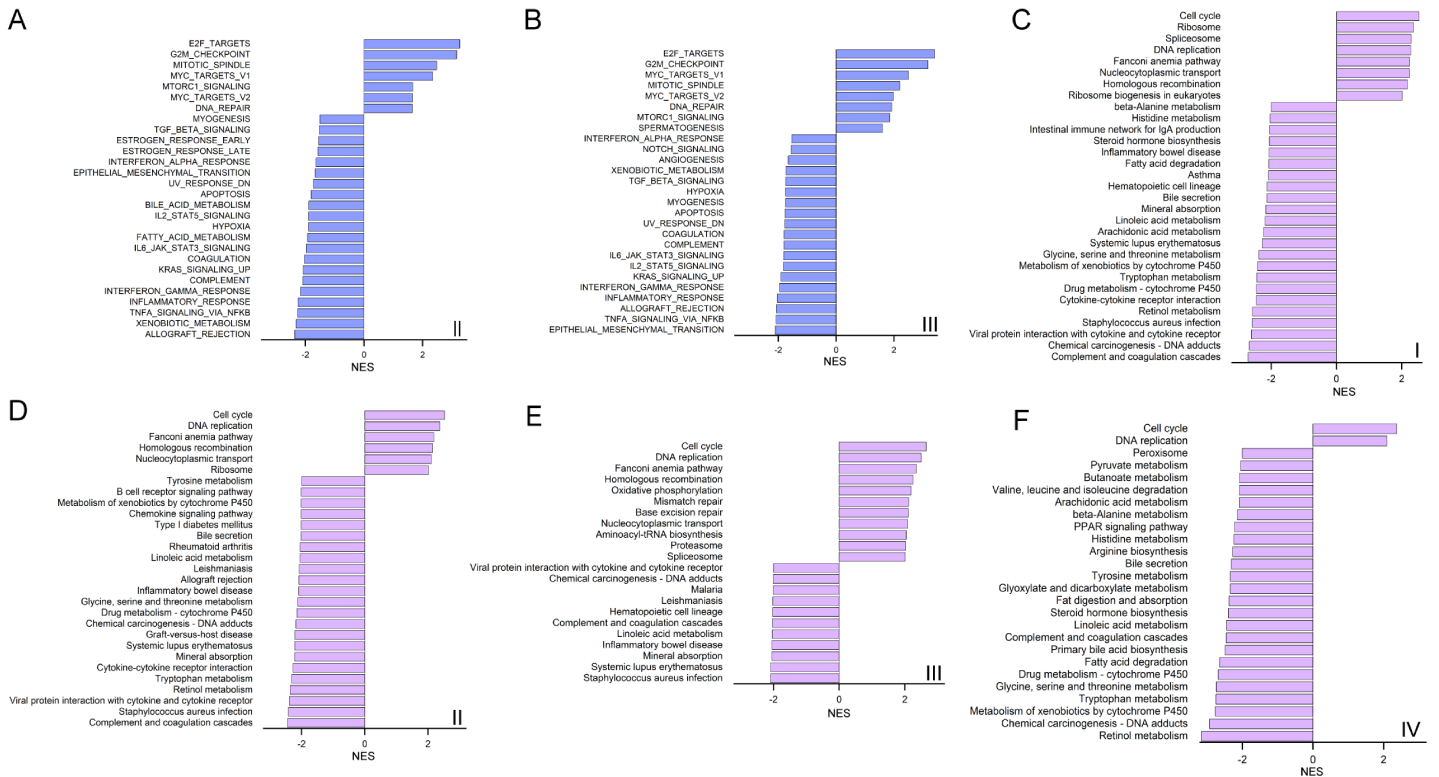 A
E2F_TARGETS
G2M_CHECKPOINT
MITOTIC_SPINDLE
MYC_TARGETS_V1
MTORC1_SIGNALING
MYC_TARGETS_V2
DNA_REPAIR
MYOGENESIS
TGF_BETA_SIGNALING
ESTROGEN_RESPONSE_EARLY
ESTROGEN_RESPONSE_LATE
INTERFERON_ALPHA_RESPONSE
EPITHELIAL_MESENCHYMAL_TRANSITION
UV_RESPONSE_DN
APOPTOSIS
BILE_ACID_METABOLISM
IL2_STAT5_SIGNALING
HYPOXIA
FATTY_ACID_METABOLISM
IL6_JAK_STAT3_SIGNALING
COAGULATION
KRAS_SIGNALING_UP
COMPLEMENT
INTERFERON_GAMMA_RESPONSE
INFLAMMATORY_RESPONSE
TNFA_SIGNALING_VIA_NFKB
XENOBIOTIC_METABOLISM
ALLOGRAFT_REJECTION
II
-2 0 2
NES
B
E2F_TARGETS
G2M_CHECKPOINT
MYC_TARGETS_V1
MITOTIC_SPINDLE
MYC_TARGETS_V2
DNA_REPAIR
MTORC1_SIGNALING
SPERMATOGENESIS
INTERFERON_ALPHA_RESPONSE
NOTCH_SIGNALING
ANGIOGENESIS
XENOBIOTIC_METABOLISM
TGF_BETA_SIGNALING
HYPOXIA
MYOGENESIS
APOPTOSIS
UV_RESPONSE_DN
COAGULATION
COMPLEMENT
IL6_JAK_STAT3_SIGNALING
IL2_STAT5_SIGNALING
KRAS_SIGNALING_UP
INTERFERON_GAMMA_RESPONSE
INFLAMMATORY_RESPONSE
ALLOGRAFT_REJECTION
TNFA_SIGNALING_VIA_NFKB
EPITHELIAL_MESENCHYMAL_TRANSITION
III
-2 0 2
NES
C
Cell cycle
Ribosome
Spliceosome
DNA replication
Fanconi anemia pathway
Nucleocytoplasmic transport
Homologous recombination
Ribosome biogenesis in eukaryotes
beta-Alanine metabolism
Histidine metabolism
Intestinal immune network for IgA production
Steroid hormone biosynthesis
Inflammatory bowel disease
Fatty acid degradation
Asthma
Hematopoietic cell lineage
Bile secretion
Mineral absorption
Linoleic acid metabolism
Arachidonic acid metabolism
Systemic lupus erythematosus
Glycine, serine and threonine metabolism
Metabolism of xenobiotics by cytochrome P450
Tryptophan metabolism
Drug metabolism - cytochrome P450
Cytokine-cytokine receptor interaction
Retinol metabolism
Staphylococcus aureus infection
Viral protein interaction with cytokine and cytokine receptor
Chemical carcinogenesis - DNA adducts
Complement and coagulation cascades
I
-2 0 2
NES
D
Cell cycle
DNA replication
Fanconi anemia pathway
Homologous recombination
Nucleocytoplasmic transport
Ribosome
Tyrosine metabolism
B cell receptor signaling pathway
Metabolism of xenobiotics by cytochrome P450
Chemokine signaling pathway
Type I diabetes mellitus
Bile secretion
Rheumatoid arthritis
Linoleic acid metabolism
Leishmaniasis
Allograft rejection
Inflammatory bowel disease
Glycine, serine and threonine metabolism
Drug metabolism - cytochrome P450
Chemical carcinogenesis - DNA adducts
Graft-versus-host disease
Systemic lupus erythematosus
Mineral absorption
Cytokine-cytokine receptor interaction
Tryptophan metabolism
Retinol metabolism
Viral protein interaction with cytokine and cytokine receptor
Staphylococcus aureus infection
Complement and coagulation cascades
II
-2 0 2
NES
E
Cell cycle
DNA replication
Fanconi anemia pathway
Homologous recombination
Oxidative phosphorylation
Mismatch repair
Base excision repair
Nucleocytoplasmic transport
Aminoacyl-tRNA biosynthesis
Proteasome
Spliceosome
Viral protein interaction with cytokine and cytokine receptor
Chemical carcinogenesis - DNA adducts
Malaria
Leishmaniasis
Hematopoietic cell lineage
Complement and coagulation cascades
Linoleic acid metabolism
Inflammatory bowel disease
Mineral absorption
Systemic lupus erythematosus
Staphylococcus aureus infection
III
-2 0 2
NES
F
Cell cycle
DNA replication
Peroxisome
Pyruvate metabolism
Butanoate metabolism
Valine, leucine and isoleucine degradation
Arachidonic acid metabolism
beta-Alanine metabolism
PPAR signaling pathway
Histidine metabolism
Arginine biosynthesis
Bile secretion
Tyrosine metabolism
Glyoxylate and dicarboxylate metabolism
Fat digestion and absorption
Steroid hormone biosynthesis
Linoleic acid metabolism
Complement and coagulation cascades
Primary bile acid biosynthesis
Fatty acid degradation
Drug metabolism - cytochrome P450
Glycine, serine and threonine metabolism
Tryptophan metabolism
Metabolism of xenobiotics by cytochrome P450
Chemical carcinogenesis - DNA adducts
Retinol metabolism
IV
-2 0 2
NES